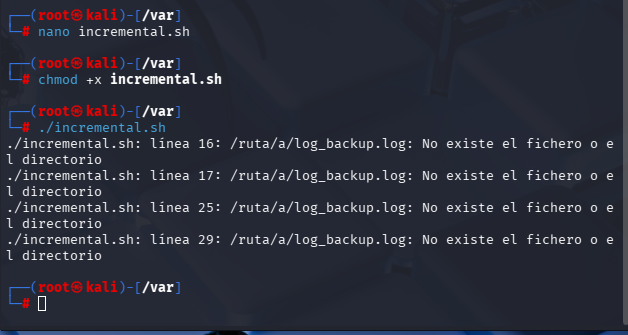 ┌──(root㉿kali)-[/var]
└─# nano incremental.sh
┌──(root㉿kali)-[/var]
└─# chmod +x incremental.sh
┌──(root㉿kali)-[/var]
└─# ./incremental.sh
./incremental.sh: línea 16: /ruta/a/log_backup.log: No existe el fichero o e
l directorio
./incremental.sh: línea 17: /ruta/a/log_backup.log: No existe el fichero o e
l directorio
./incremental.sh: línea 25: /ruta/a/log_backup.log: No existe el fichero o e
l directorio
./incremental.sh: línea 29: /ruta/a/log_backup.log: No existe el fichero o e
l directorio
┌──(root㉿kali)-[/var]
└─#